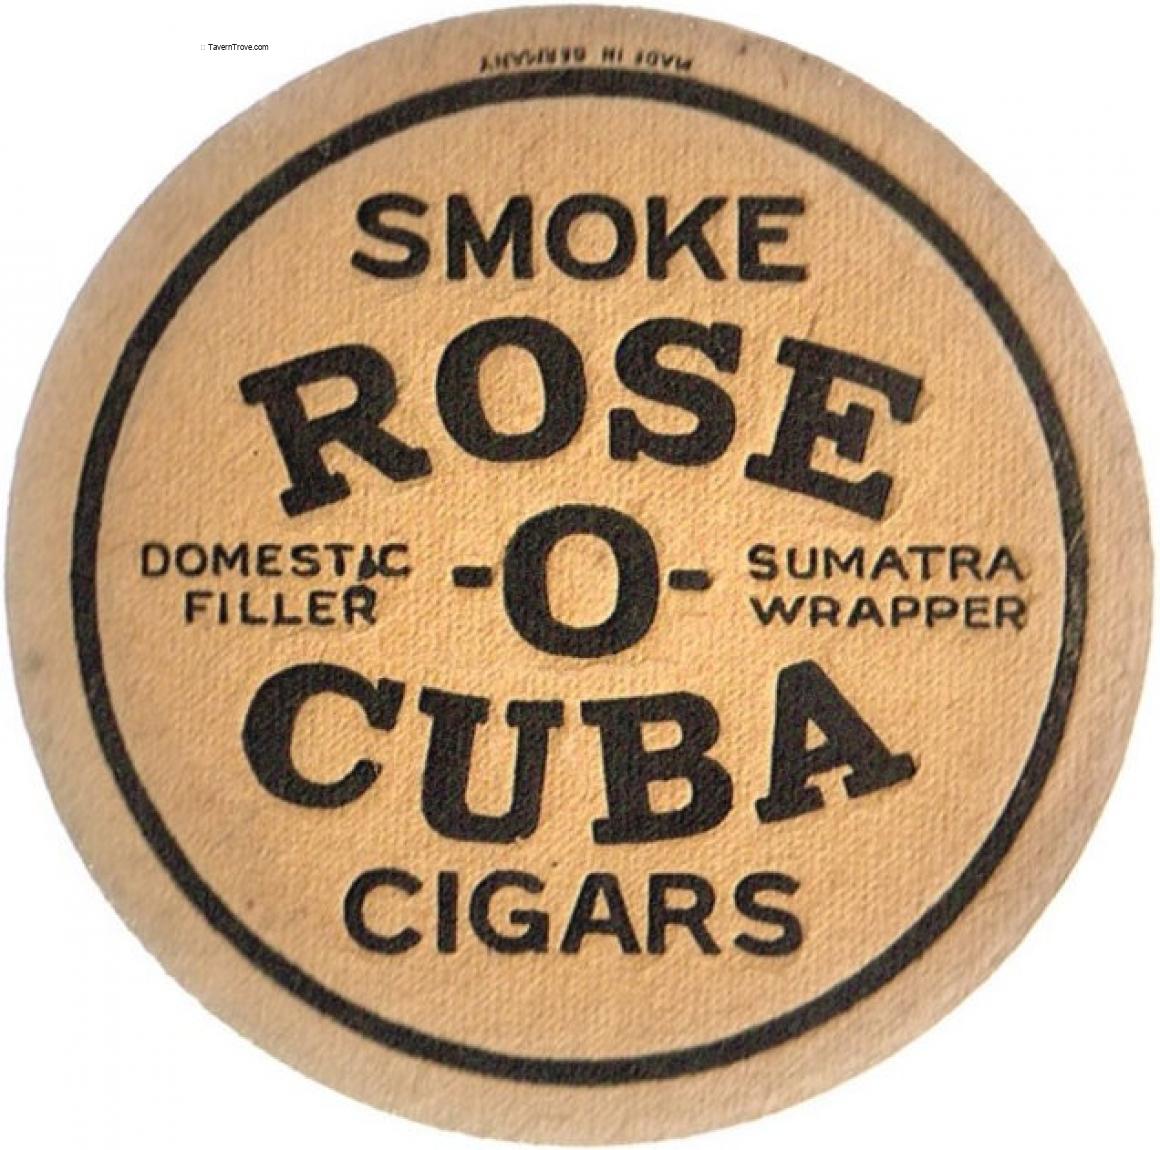 :: TavernTrove.com
MADE IN GERMANY
SMOKE
ROSE
DOMESTIC FILLER
-O-
SUMATRA WRAPPER
CUBA
CIGARS